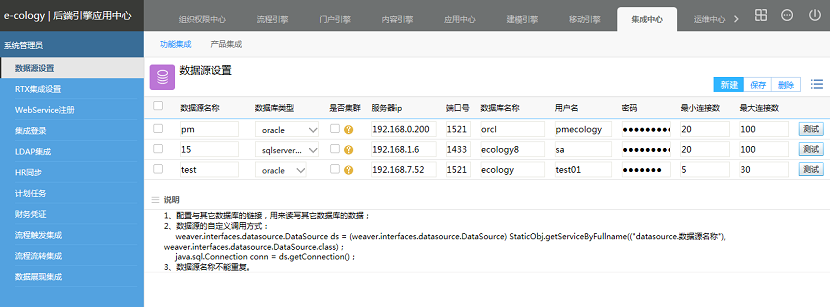 e-cology | 后端引擎应用中心
组织权限中心 流程引擎 门户引擎 内容引擎 应用中心 建模引擎 移动引擎 集成中心 运维中心
系统管理员
功能集成 产品集成
数据源设置
RTX集成设置
WebService注册
集成登录
LDAP集成
HR同步
计划任务
财务凭证
流程触发集成
流程流转集成
数据展现集成
数据源设置
新建 保存 删除
数据源名称 数据库类型 是否集群 服务器ip 端口号 数据库名称 用户名 密码 最小连接数 最大连接数
pm oracle 192.168.0.200 1521 orcl pmecology ●●●●●●●●● 20 100 测试
15 sqlserver... 192.168.1.6 1433 ecology8 sa ●●●●●●●●● 20 100 测试
test oracle 192.168.7.52 1521 ecology test01 ●●●●●●● 5 30 测试
说明
1、配置与其它数据库的链接，用来读写其它数据库的数据；
2、数据源的自定义调用方式：
weaver.interfaces.datasource.DataSource ds = (weaver.interfaces.datasource.DataSource) StaticObj.getServiceByFullname(("datasource.数据源名称"),
weaver.interfaces.datasource.DataSource.class)；
java.sql.Connection conn = ds.getConnection()；
3、数据源名称不能重复。